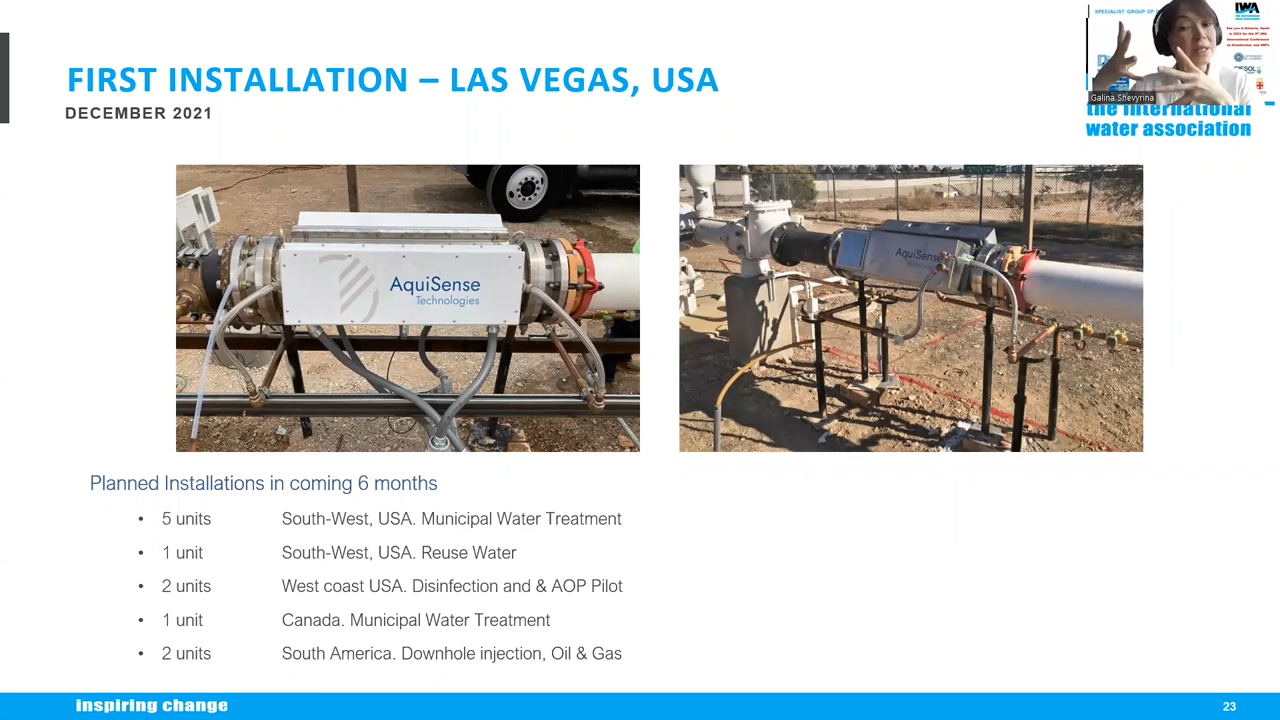 SPECIALIST GROUP OF
IWA
Galina Shevyrina
the international
water association
FIRST INSTALLATION – LAS VEGAS, USA
DECEMBER 2021
AquiSense
Technologies
AquiSense
Planned Installations in coming 6 months
• 5 units South-West, USA. Municipal Water Treatment
• 1 unit South-West, USA. Reuse Water
• 2 units West coast USA. Disinfection and & AOP Pilot
• 1 unit Canada. Municipal Water Treatment
• 2 units South America. Downhole injection, Oil & Gas
inspiring change
23